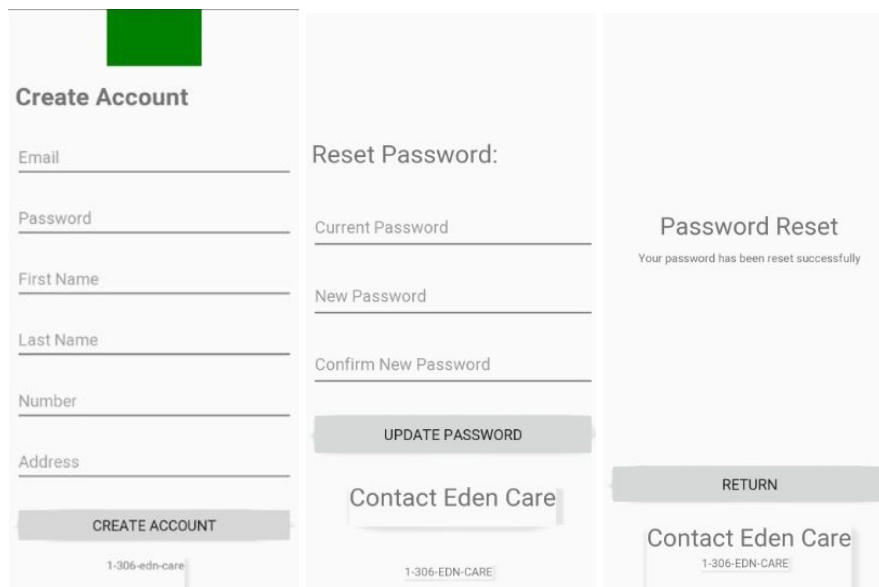 Create Account
Email
Password
First Name
Last Name
Number
Address
CREATE ACCOUNT
1-306-edn-care
Reset Password:
Current Password
New Password
Confirm New Password
UPDATE PASSWORD
Contact Eden Care
1-306-EDN-CARE
Password Reset
Your password has been reset successfully
RETURN
Contact Eden Care
1-306-EDN-CARE